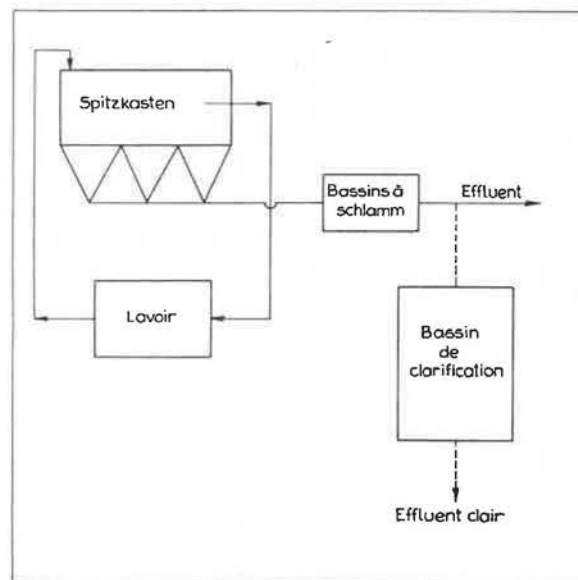 Spitzkasten
Bassins à
schlamm
Effluent
Lavoir
Bassin
de
clarification
Effluent clair